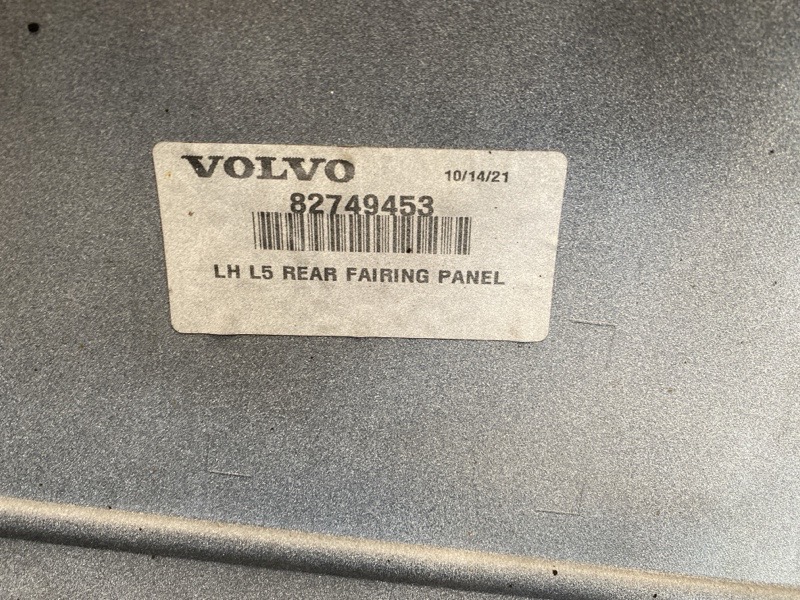 VOLVO 10/14/21
82749453
LH L5 REAR FAIRING PANEL